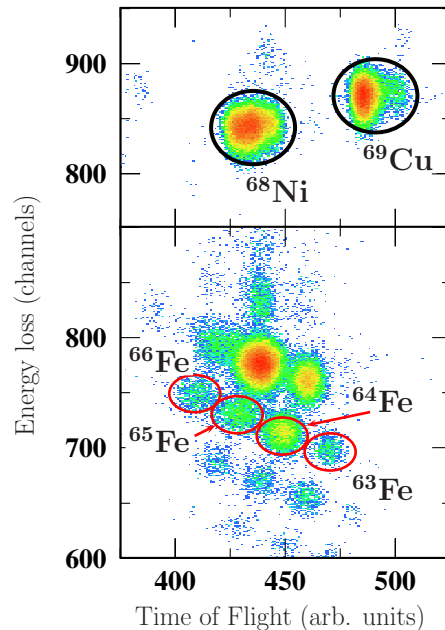 900
800
⁶⁸Ni
⁶⁹Cu
Energy loss (channels)
800
700
600
⁶⁶Fe
⁶⁵Fe
⁶⁴Fe
⁶³Fe
400
450
500
Time of Flight (arb. units)